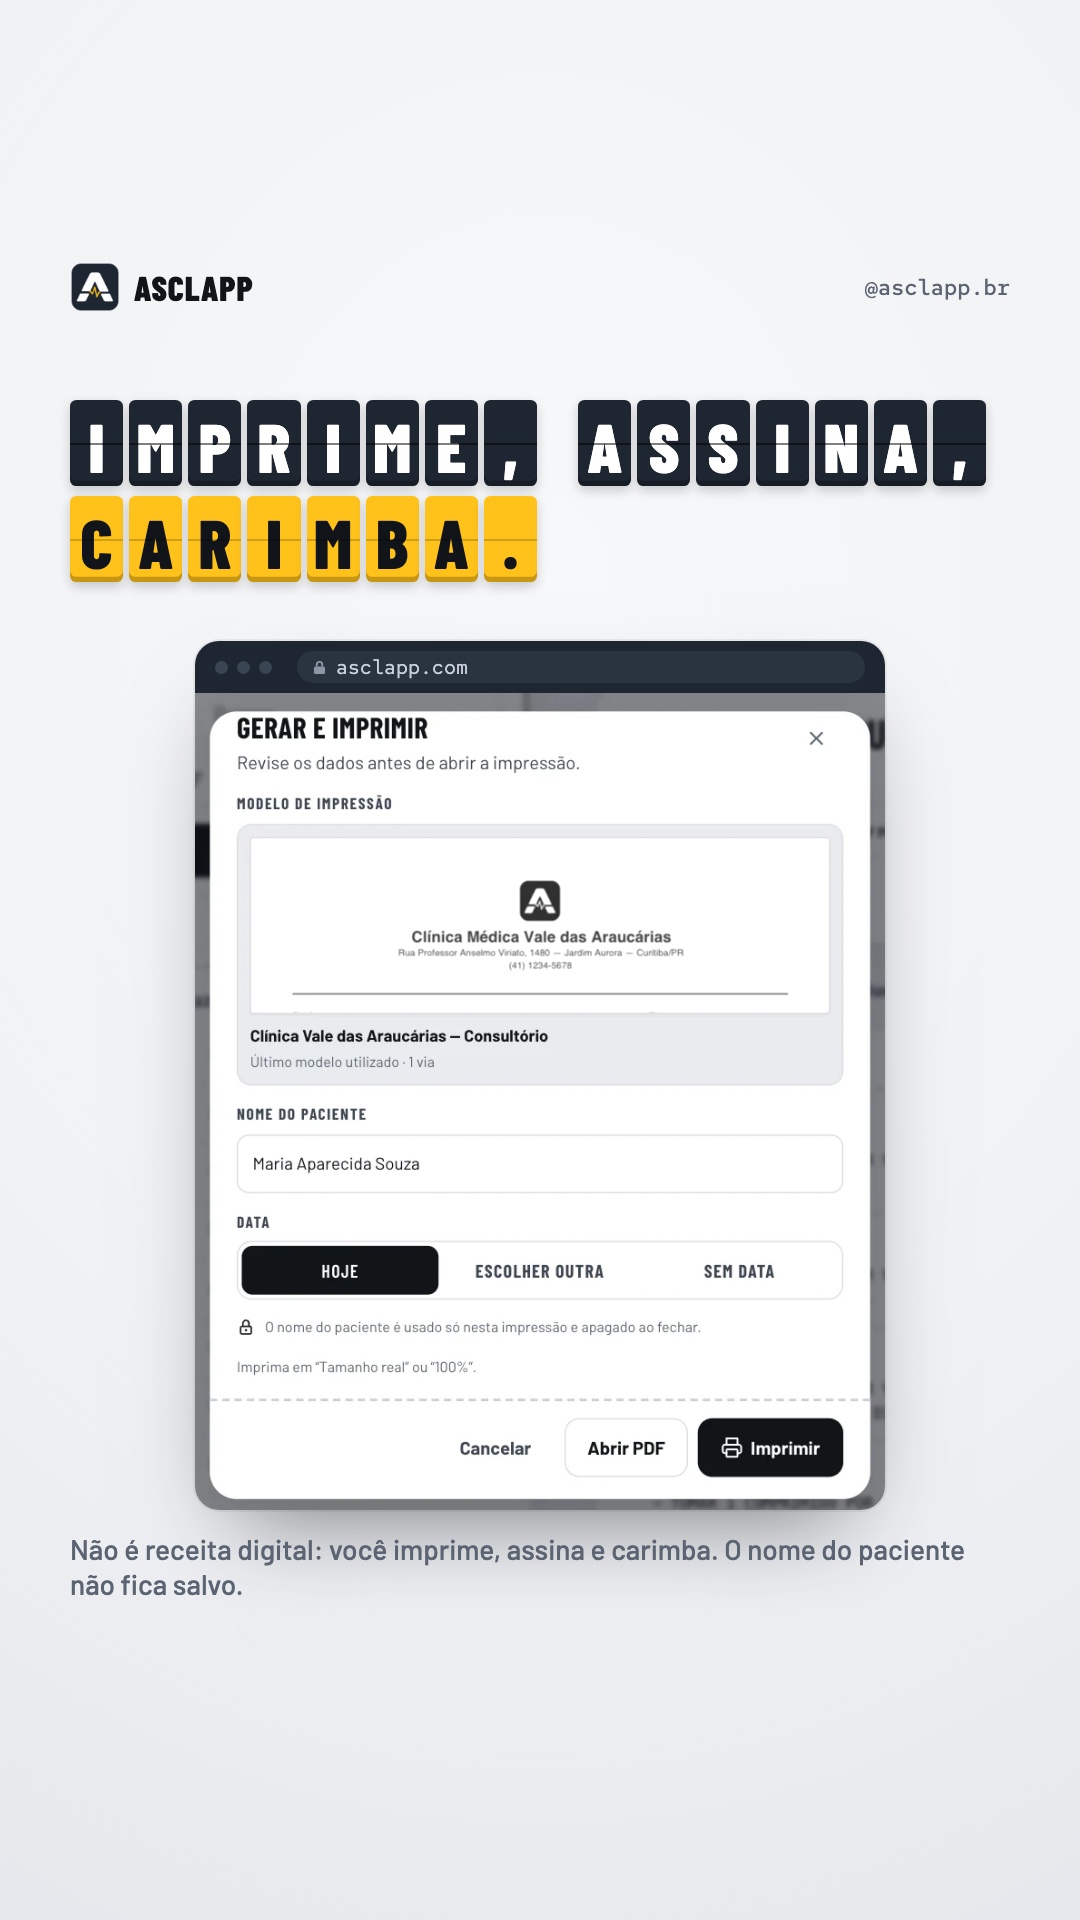 ASCLAPP
@asclapp.br
IMPRIME, ASSINA,
CARIMBA.
asclapp.com
GERAR E IMPRIMIR
Revise os dados antes de abrir a impressão.
MODELO DE IMPRESSÃO
Clínica Médica Vale das Araucárias
Rua Professor Anselmo Viriato, 1480 — Jardim Aurora — Curitiba/PR
(41) 1234-5678
Clínica Vale das Araucárias — Consultório
Último modelo utilizado · 1 via
NOME DO PACIENTE
Maria Aparecida Souza
DATA
HOJE
ESCOLHER OUTRA
SEM DATA
O nome do paciente é usado só nesta impressão e apagado ao fechar.
Imprima em “Tamanho real” ou “100%”.
Cancelar
Abrir PDF
Imprimir
Não é receita digital: você imprime, assina e carimba. O nome do paciente
não fica salvo.